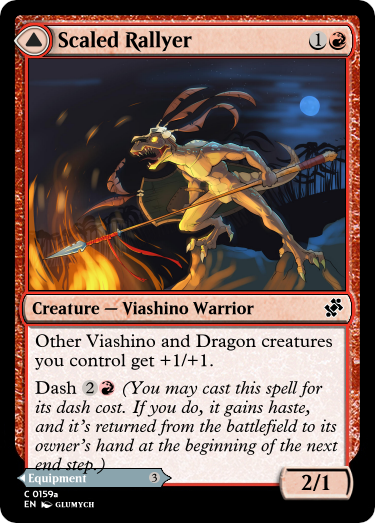 Scaled Rallyer 1
Creature — Viashino Warrior
Other Viashino and Dragon creatures
you control get +1/+1.
Dash 2 (You may cast this spell for
its dash cost. If you do, it gains haste,
and it's returned from the battlefield to its
owner's hand at the beginning of the next
end step.)
Equipment 3
2/1
C 0159a
EN GLUMYCH